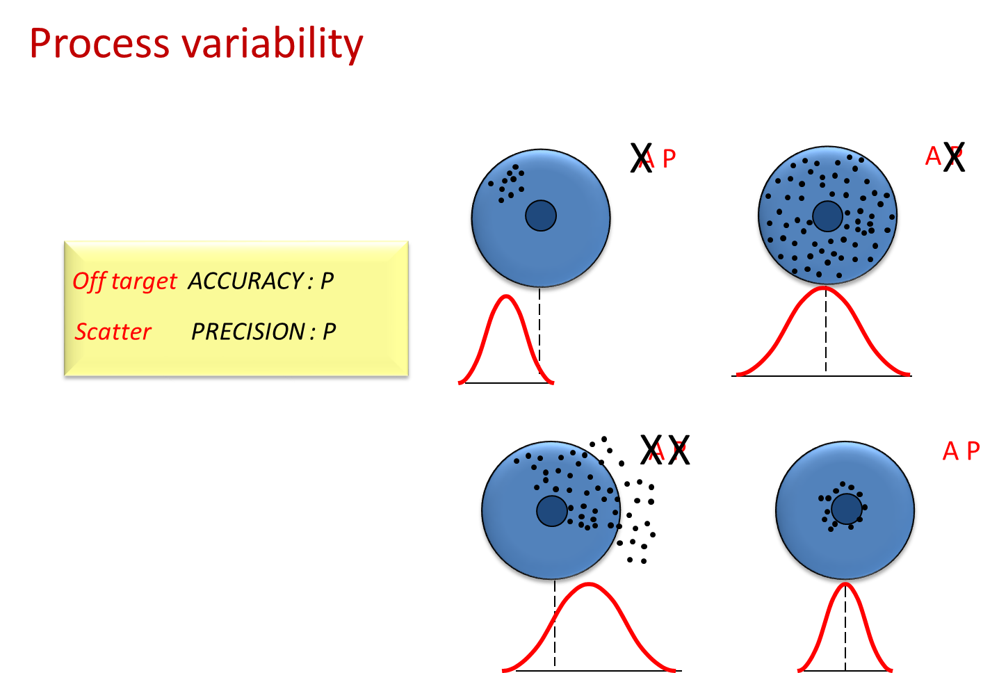 Process variability
X A P
A X P
Off target ACCURACY : P
Scatter PRECISION : P
X A X P
A P